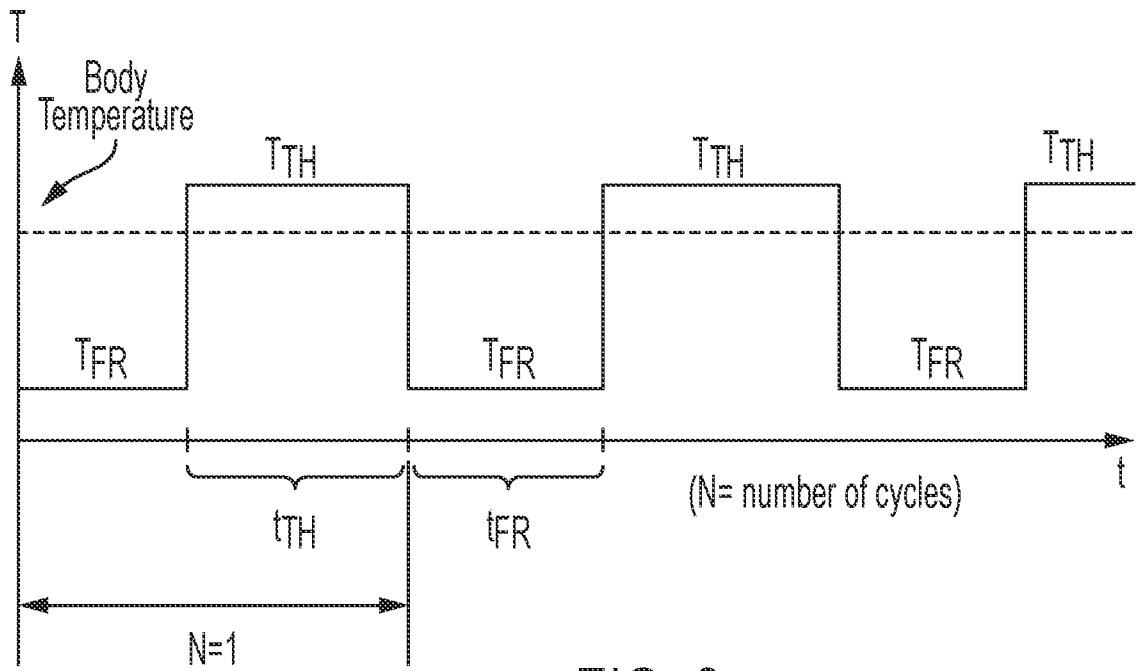 T
Body
Temperature
TTH
TTH
TTH
TFR
TFR
TFR
t
tTH
tFR
(N= number of cycles)
N=1